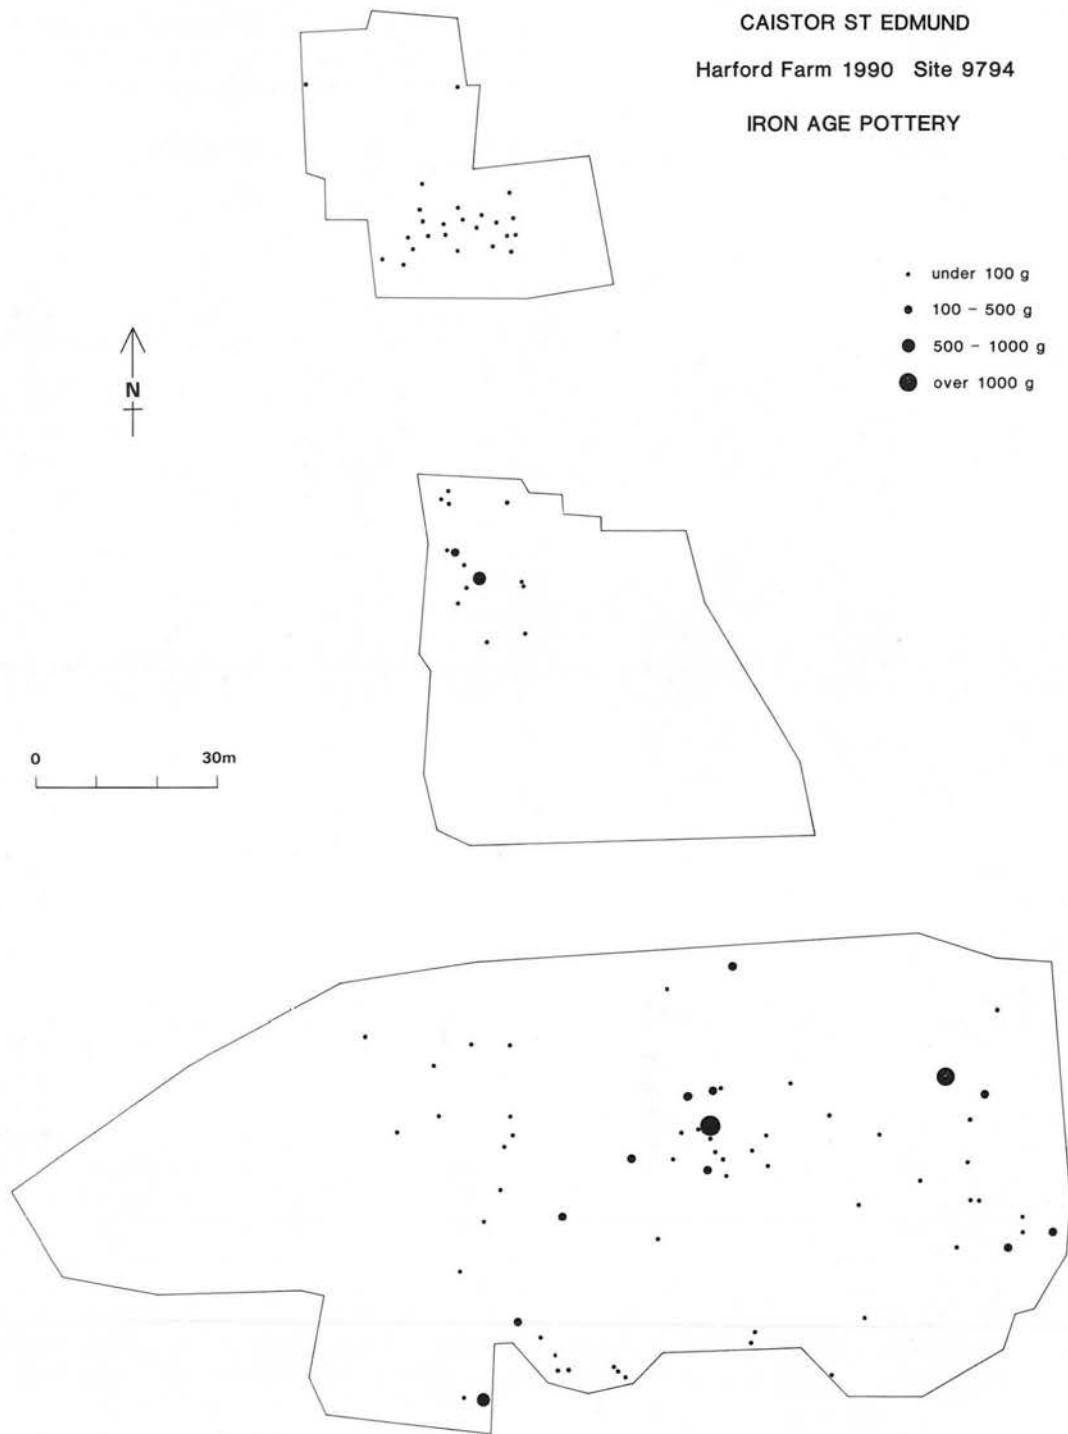 CAISTOR ST EDMUND
Harford Farm 1990 Site 9794
IRON AGE POTTERY
under 100 g
100 – 500 g
500 – 1000 g
over 1000 g
N
0 30m